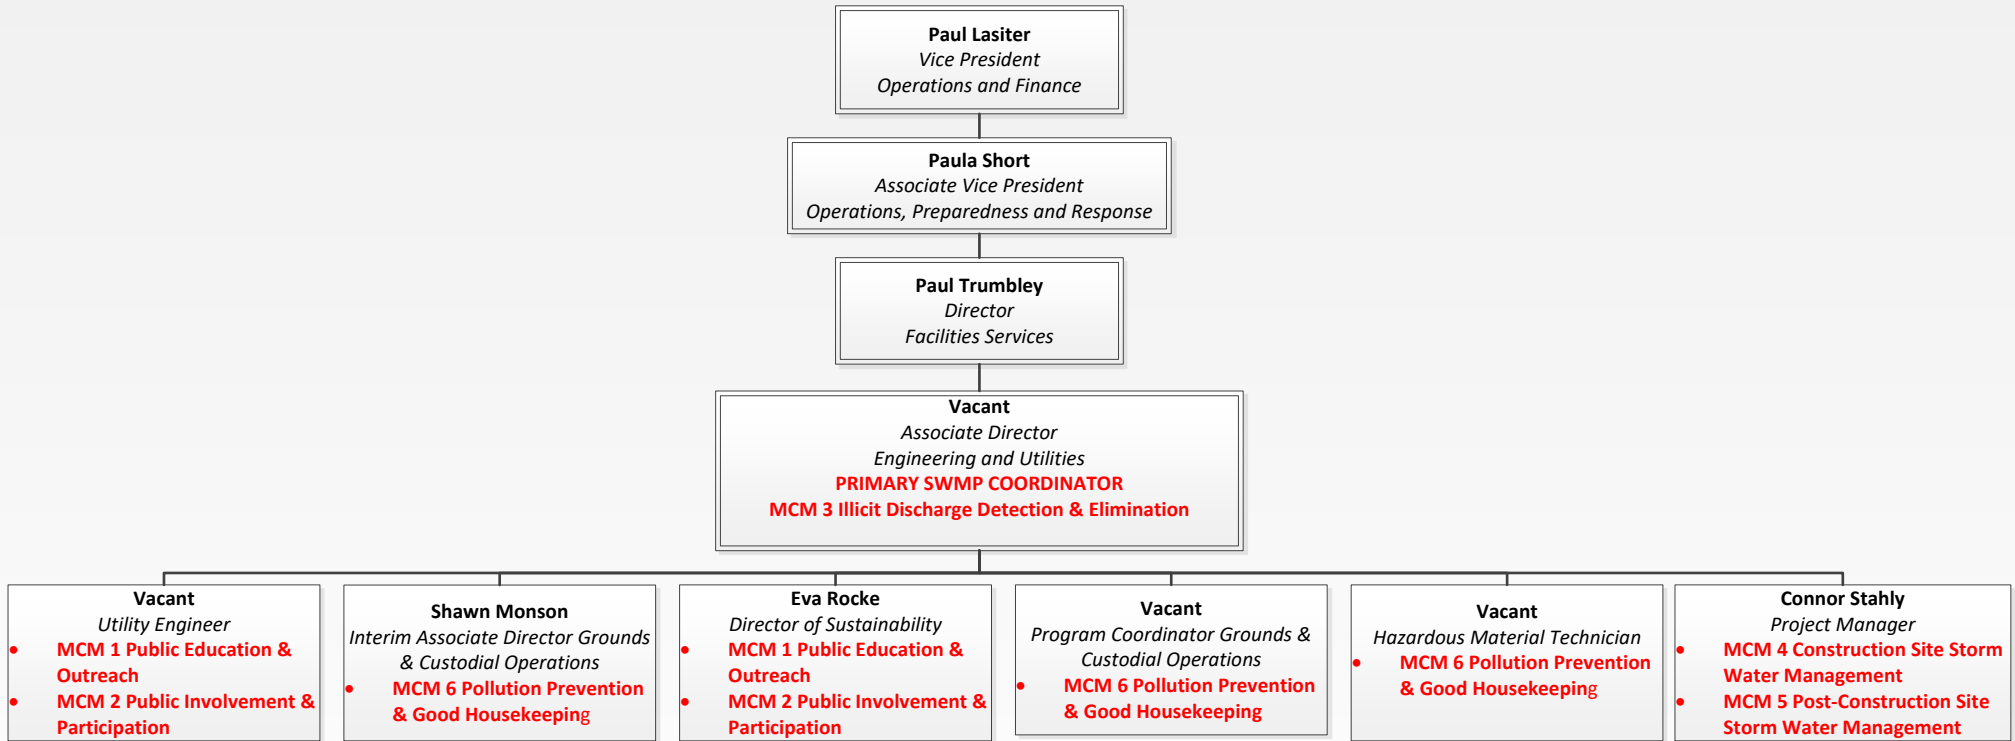 Paul Lasiter
Vice President
Operations and Finance
Paula Short
Associate Vice President
Operations, Preparedness and Response
Paul Trumbley
Director
Facilities Services
Vacant
Associate Director
Engineering and Utilities
PRIMARY SWMP COORDINATOR
MCM 3 Illicit Discharge Detection & Elimination
Vacant
Utility Engineer
• MCM 1 Public Education &
Outreach
• MCM 2 Public Involvement &
Participation
Shawn Monson
Interim Associate Director Grounds
& Custodial Operations
• MCM 6 Pollution Prevention
& Good Housekeeping
Eva Rocke
Director of Sustainability
• MCM 1 Public Education &
Outreach
• MCM 2 Public Involvement &
Participation
Vacant
Program Coordinator Grounds &
Custodial Operations
• MCM 6 Pollution Prevention
& Good Housekeeping
Vacant
Hazardous Material Technician
• MCM 6 Pollution Prevention
& Good Housekeeping
Connor Stahly
Project Manager
• MCM 4 Construction Site Storm
Water Management
• MCM 5 Post-Construction Site
Storm Water Management